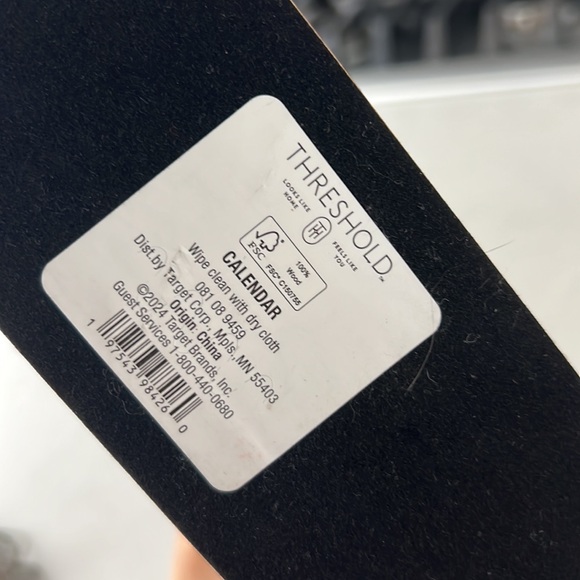 THRESHOLD™
LOOKS LIKE
HOME
TH
FEELS LIKE
YOU
FSC
100%
Wood
FSC® C150755
CALENDAR
Wipe clean with dry cloth
081 08 9459
Dist.by Target Corp., Mpls., MN 55403
Origin: China
©2024 Target Brands, Inc.
Guest Services 1-800-440-0680
1 97543 98426 0